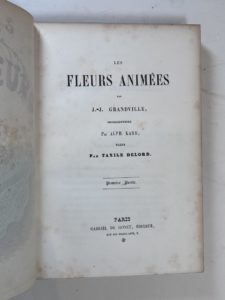 LES
FLEURS ANIMÉES
PAR
J.-J. GRANDVILLE,
INTRODUCTIONS
PAR ALPH. KARR,
TEXTE
PAR TAXILE DELORD.
Première Partie.
PARIS
GABRIEL DE GONET, ÉDITEUR,